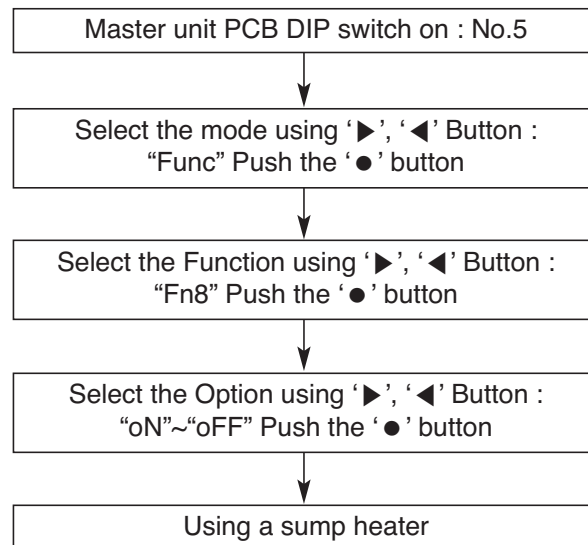 Master unit PCB DIP switch on : No.5
Select the mode using ‘▶’, ‘◀’ Button :
“Func” Push the ‘●’ button
Select the Function using ‘▶’, ‘◀’ Button :
“Fn8” Push the ‘●’ button
Select the Option using ‘▶’, ‘◀’ Button :
“oN”~“oFF” Push the ‘●’ button
Using a sump heater